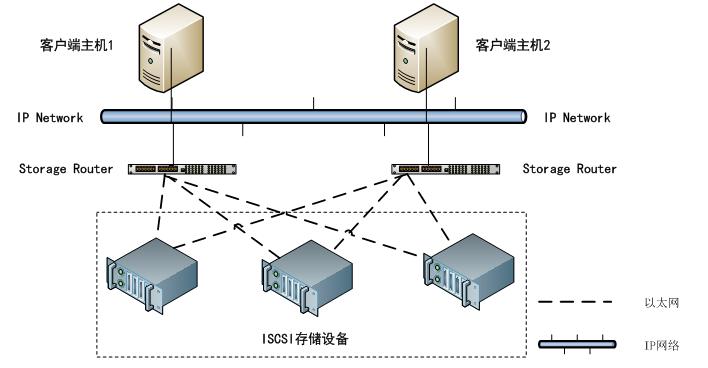 客户端主机1
客户端主机2
IP Network
IP Network
Storage Router
Storage Router
ISCSI存储设备
以太网
IP网络